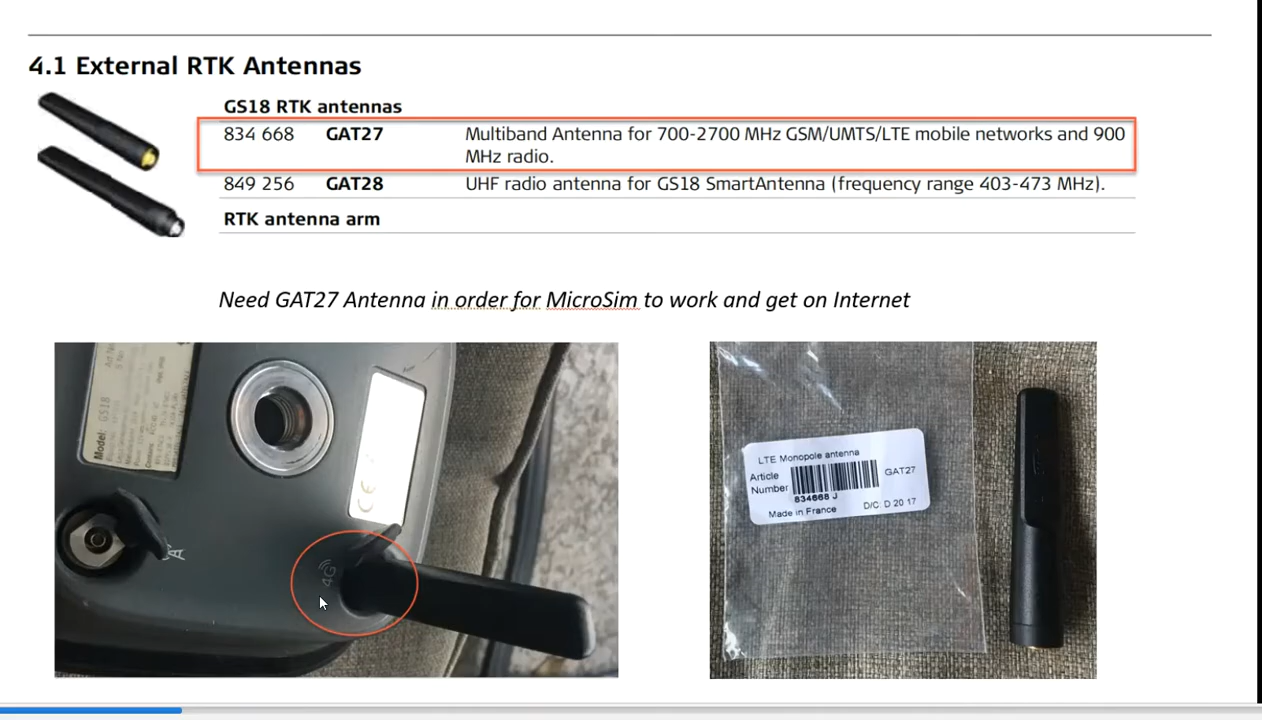 4.1 External RTK Antennas
GS18 RTK antennas
834 668 GAT27 Multiband Antenna for 700-2700 MHz GSM/UMTS/LTE mobile networks and 900
MHz radio.
849 256 GAT28 UHF radio antenna for GS18 SmartAntenna (frequency range 403-473 MHz).
RTK antenna arm
Need GAT27 Antenna in order for MicroSim to work and get on Internet
Model: GS18
CE
4G
LTE Monopole antenna
Article
Number
GAT27
834668 J
Made in France D/C: D 20 17